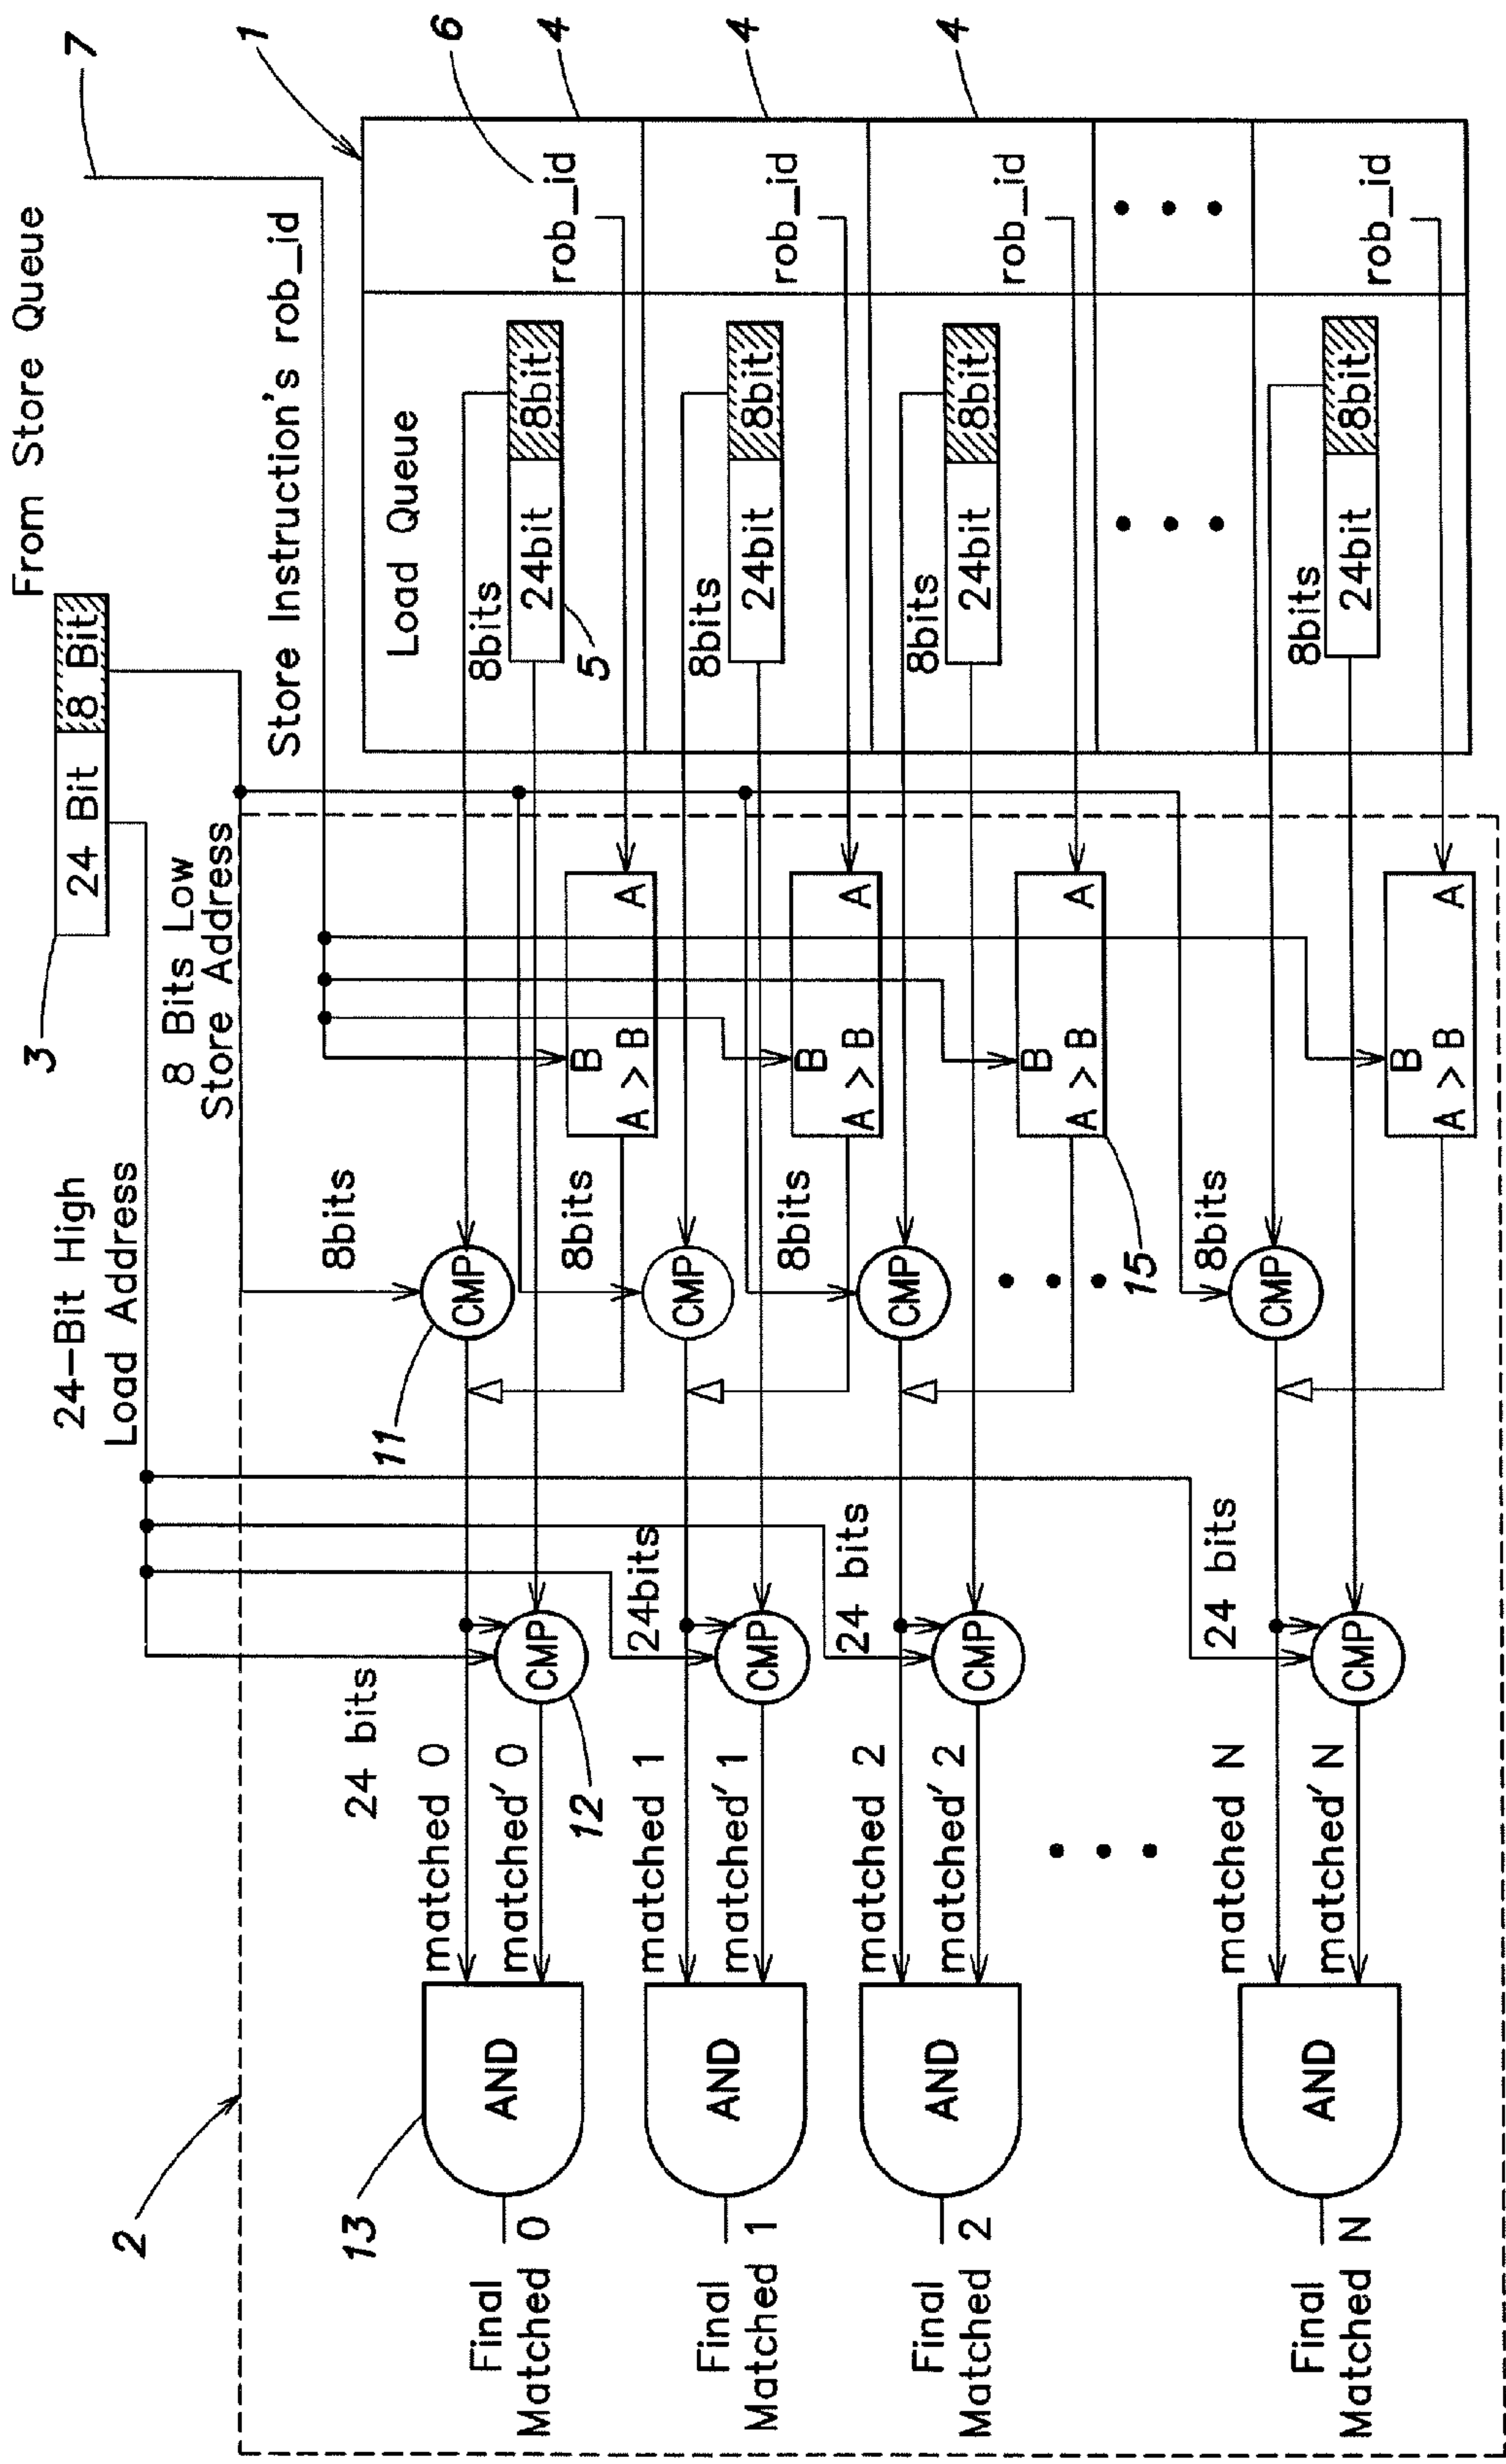 From Store Queue
24 Bit
8 Bit
3
7
24-Bit High
Load Address
8 Bits Low
Store Address
Store Instruction's rob_id
1
6
4
4
4
2
Load Queue
Final
Matched 0
13
AND
matched 0
matched' 0
24 bits
12
CMP
11
CMP
8bits
B
A > B
A
8bits
24bit
8bit
5
rob_id
Final
Matched 1
AND
matched 1
matched' 1
24bits
CMP
CMP
8bits
B
A > B
A
8bits
24bit
8bit
rob_id
Final
Matched 2
AND
matched 2
matched' 2
24 bits
CMP
CMP
8bits
B
A > B
A
15
8bits
24bit
8bit
rob_id
Final
Matched N
AND
matched N
matched' N
24 bits
CMP
CMP
8bits
B
A > B
A
8bits
24bit
8bit
rob_id